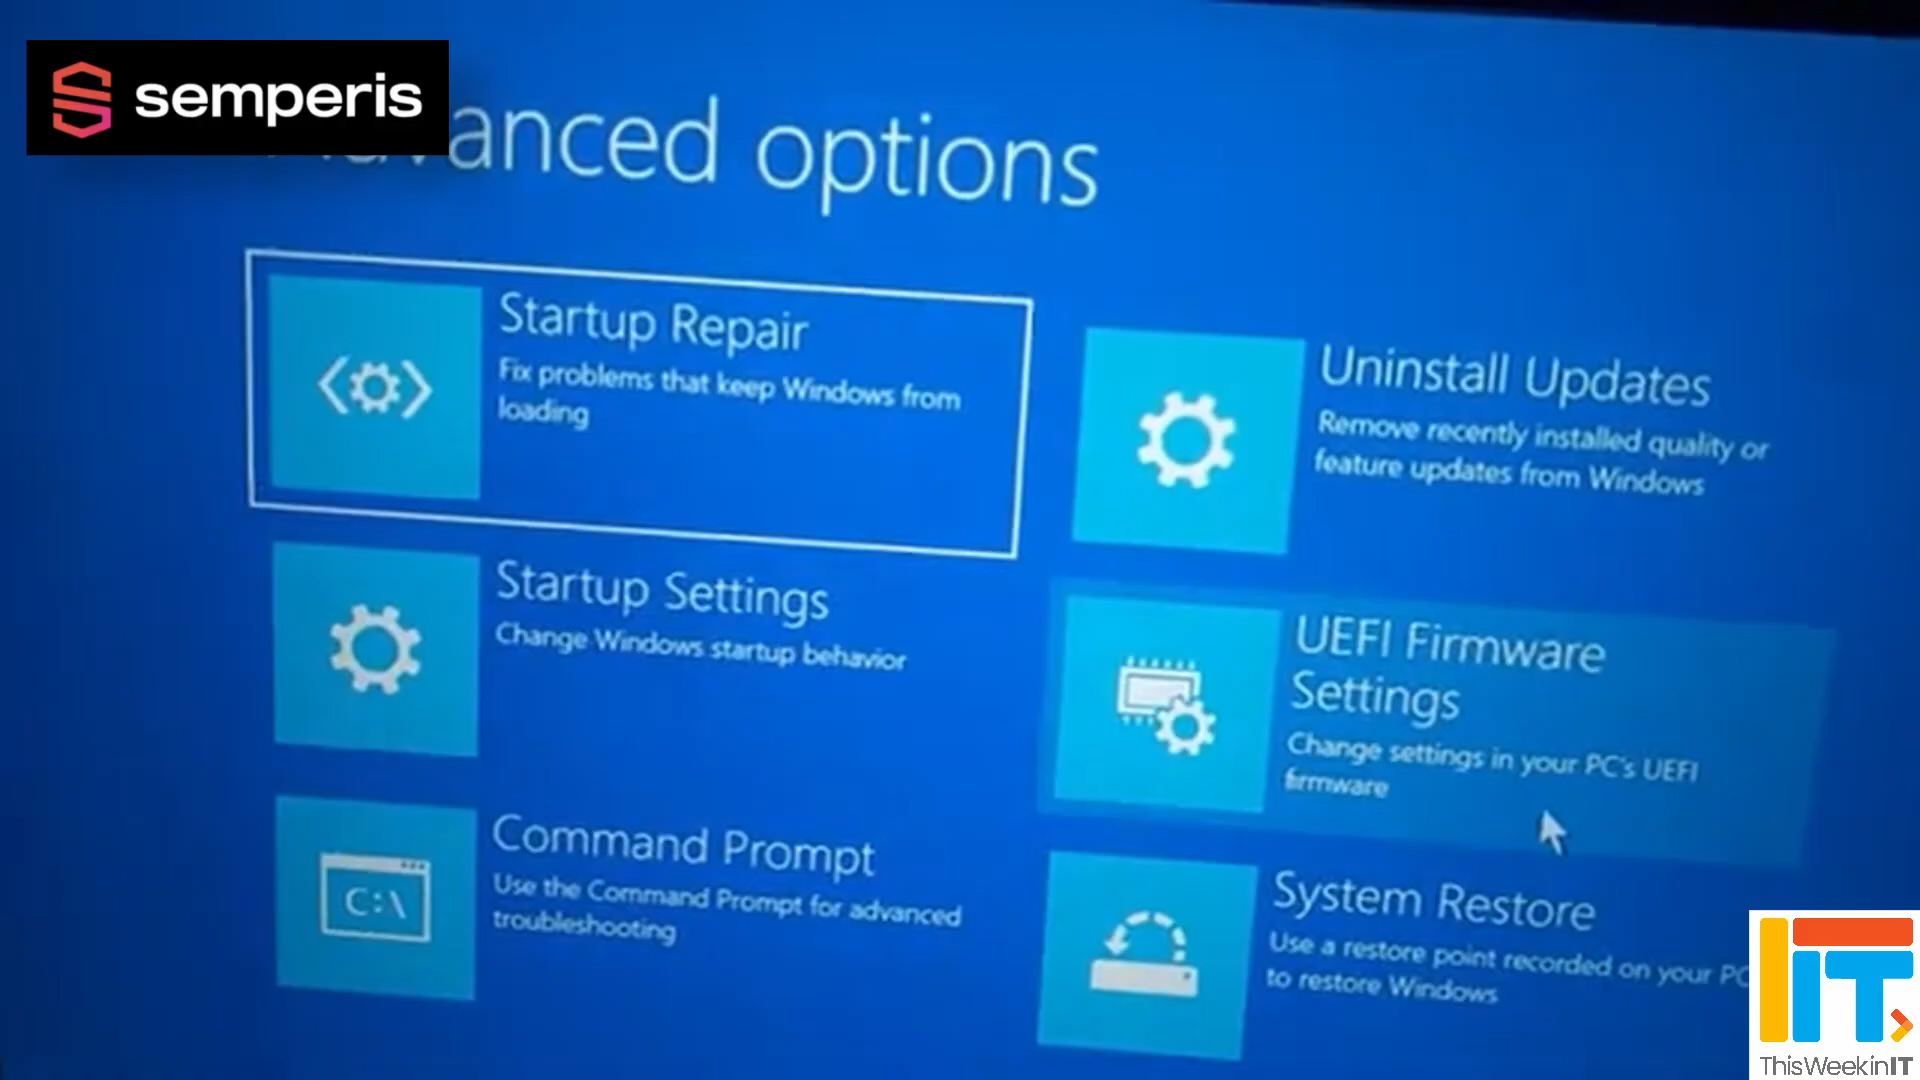 semperis
anced options
Startup Repair
Fix problems that keep Windows from
loading
Uninstall Updates
Remove recently installed quality or
feature updates from Windows
Startup Settings
Change Windows startup behavior
UEFI Firmware
Settings
Change settings in your PC's UEFI
firmware
Command Prompt
Use the Command Prompt for advanced
troubleshooting
C:\
System Restore
Use a restore point recorded on your PC
to restore Windows
IT
ThisWeekinIT